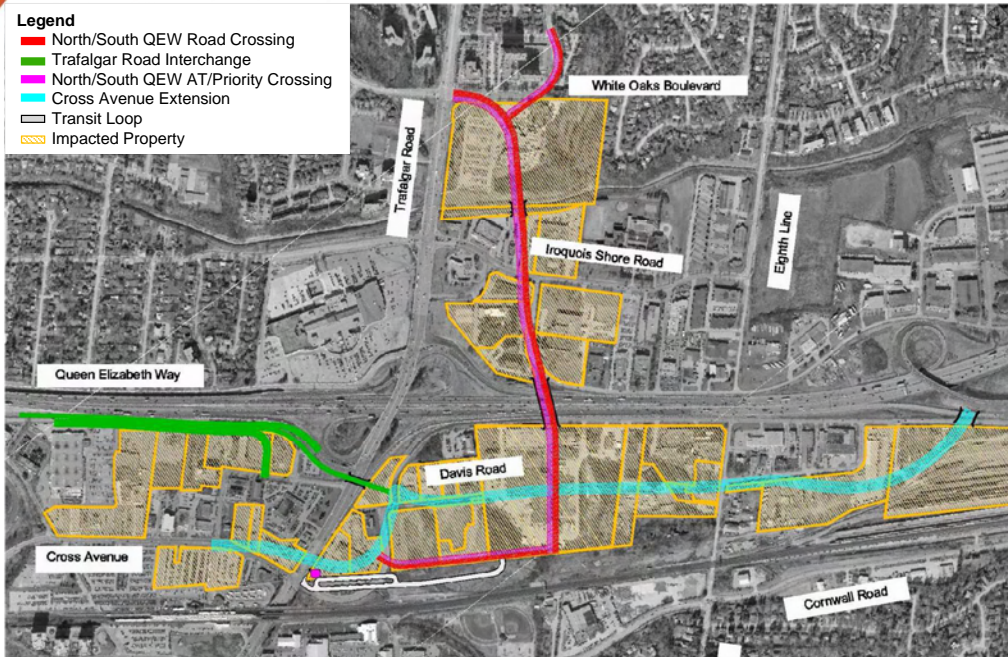 Legend
North/South QEW Road Crossing
Trafalgar Road Interchange
North/South QEW AT/Priority Crossing
Cross Avenue Extension
Transit Loop
Impacted Property
White Oaks Boulevard
Trafalgar Road
Iroquois Shore Road
Eighth Line
Queen Elizabeth Way
Davis Road
Cross Avenue
Cornwall Road